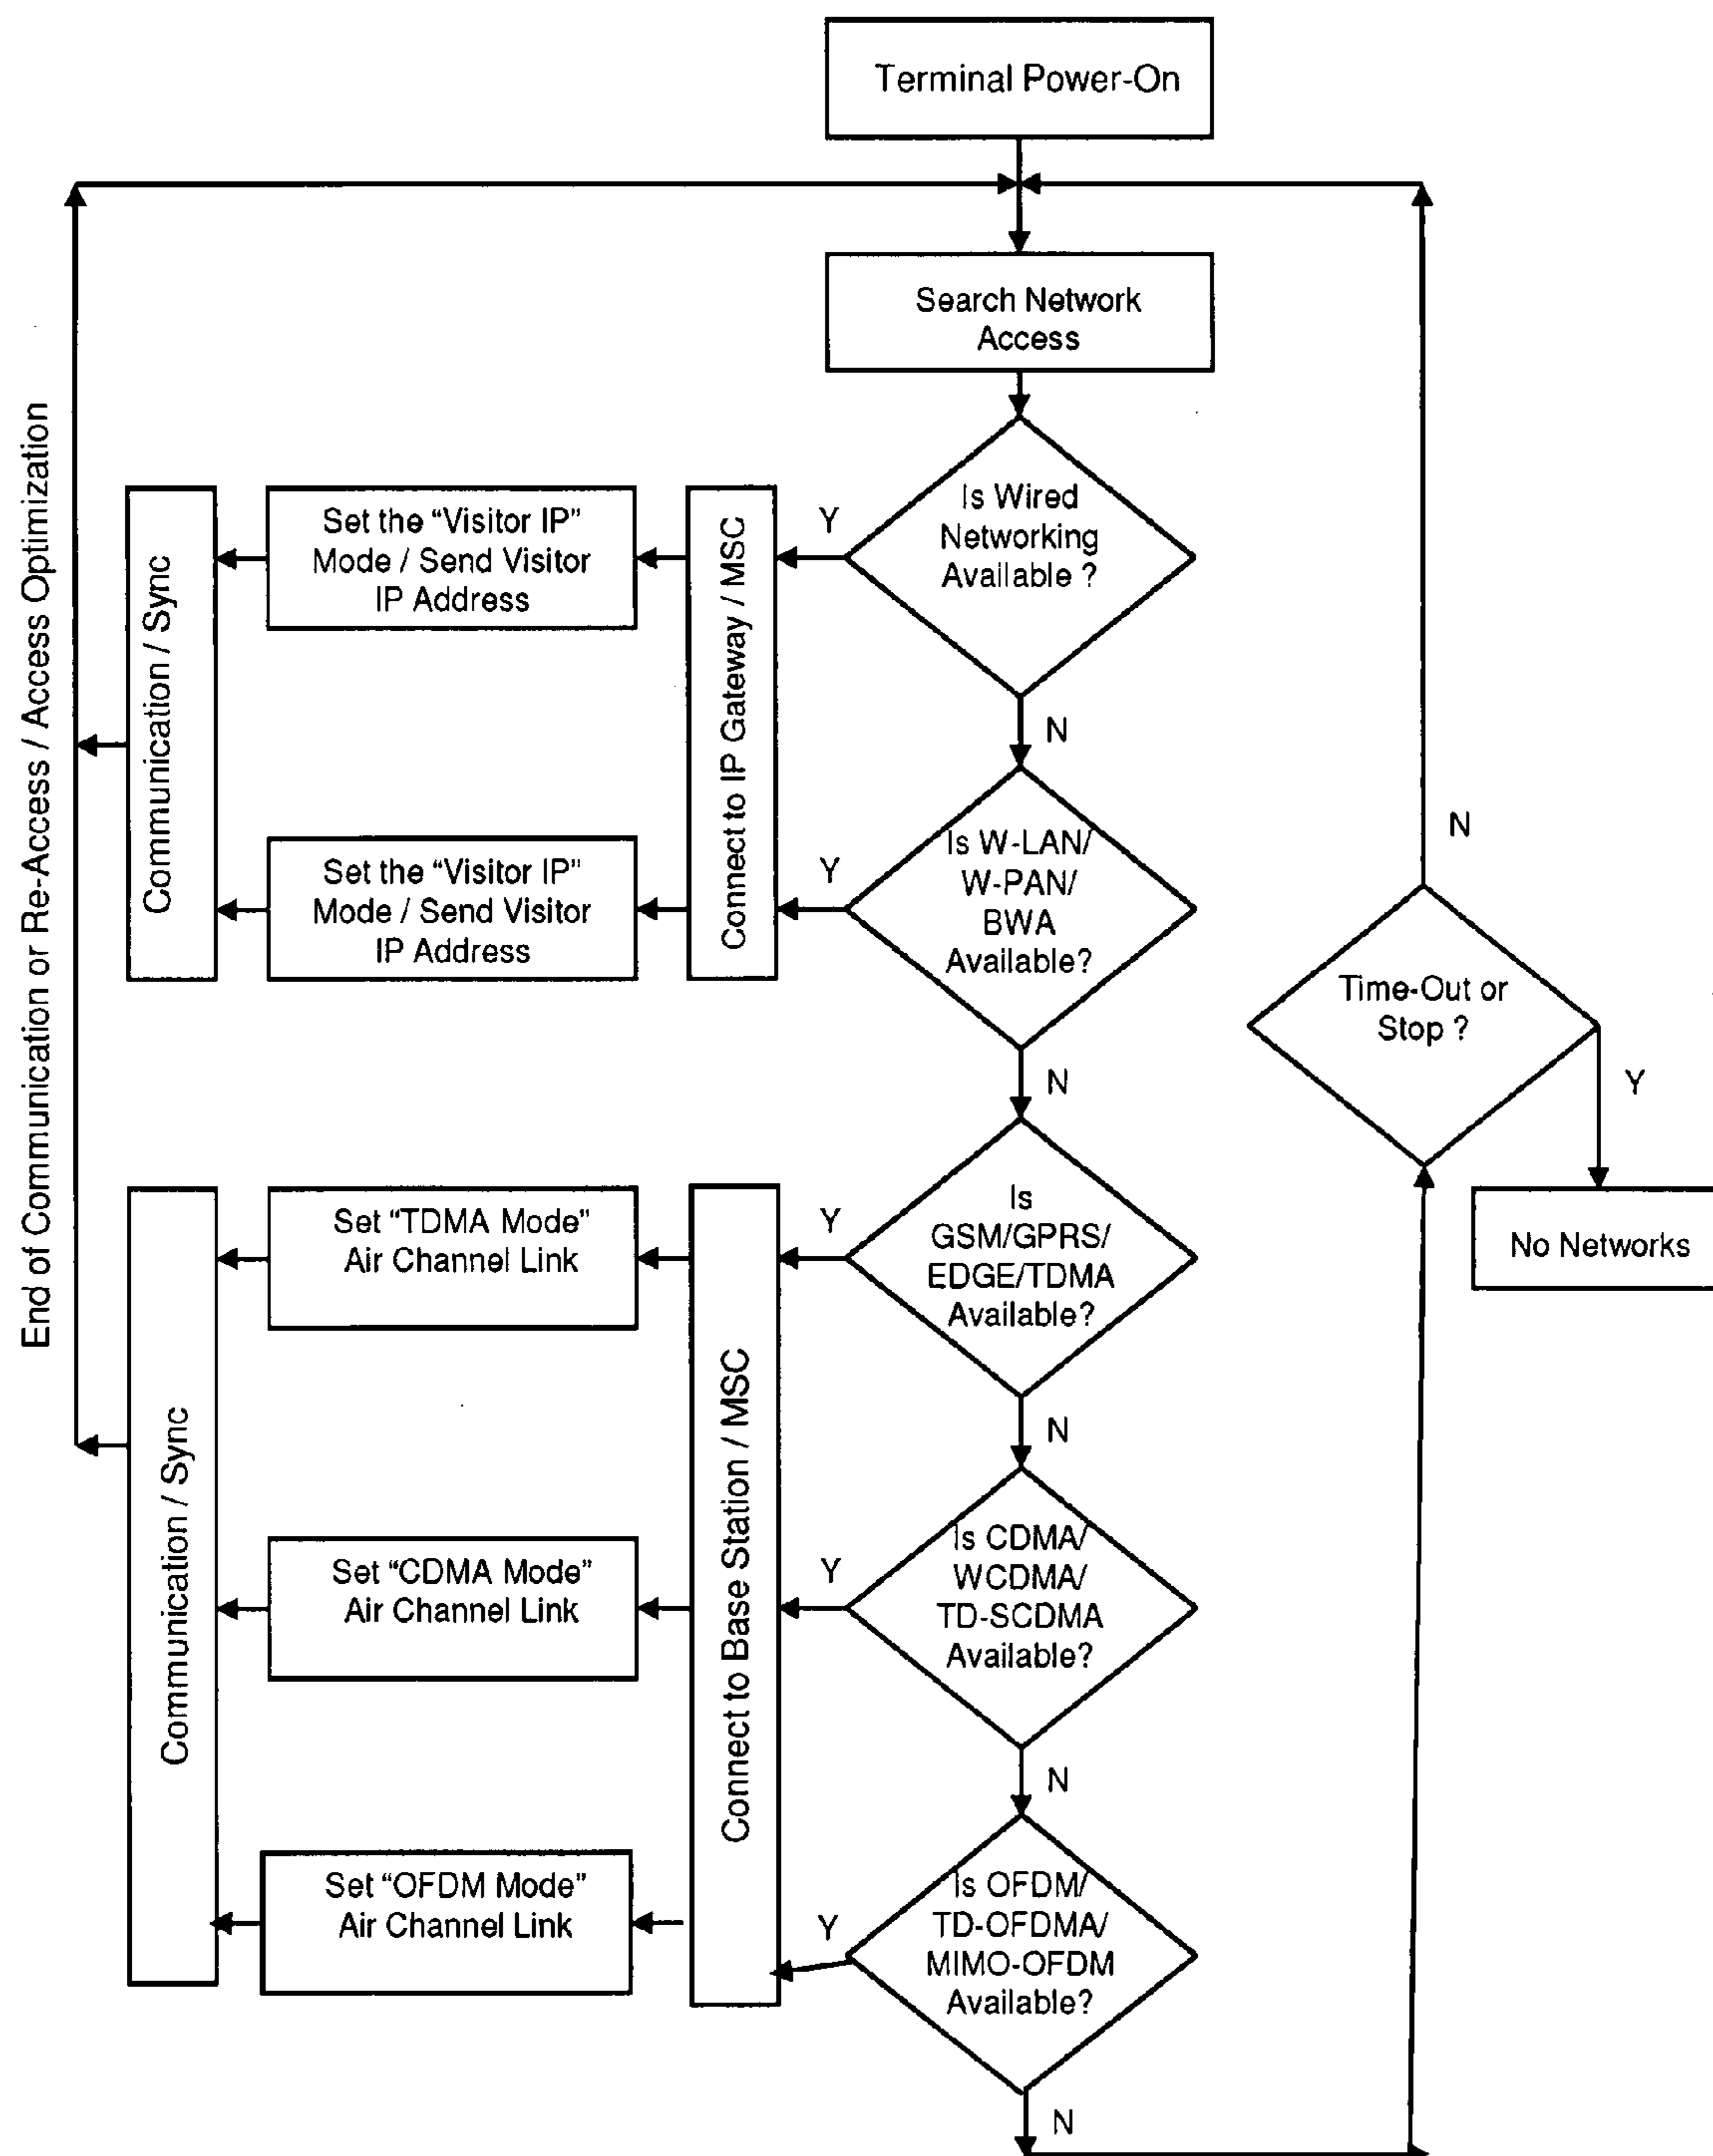 Terminal Power-On
Search Network
Access
Is Wired
Networking
Available ?
Y
N
Connect to IP Gateway / MSC
Set the “Visitor IP”
Mode / Send Visitor
IP Address
Communication / Sync
End of Communication or Re-Access / Access Optimization
Is W-LAN/
W-PAN/
BWA
Available?
Y
N
Set the “Visitor IP”
Mode / Send Visitor
IP Address
Is
GSM/GPRS/
EDGE/TDMA
Available?
Y
N
Connect to Base Station / MSC
Set “TDMA Mode”
Air Channel Link
Communication / Sync
Is CDMA/
WCDMA/
TD-SCDMA
Available?
Y
N
Set “CDMA Mode”
Air Channel Link
Is OFDM/
TD-OFDMA/
MIMO-OFDM
Available?
Y
N
Set “OFDM Mode”
Air Channel Link
Time-Out or
Stop ?
N
Y
No Networks